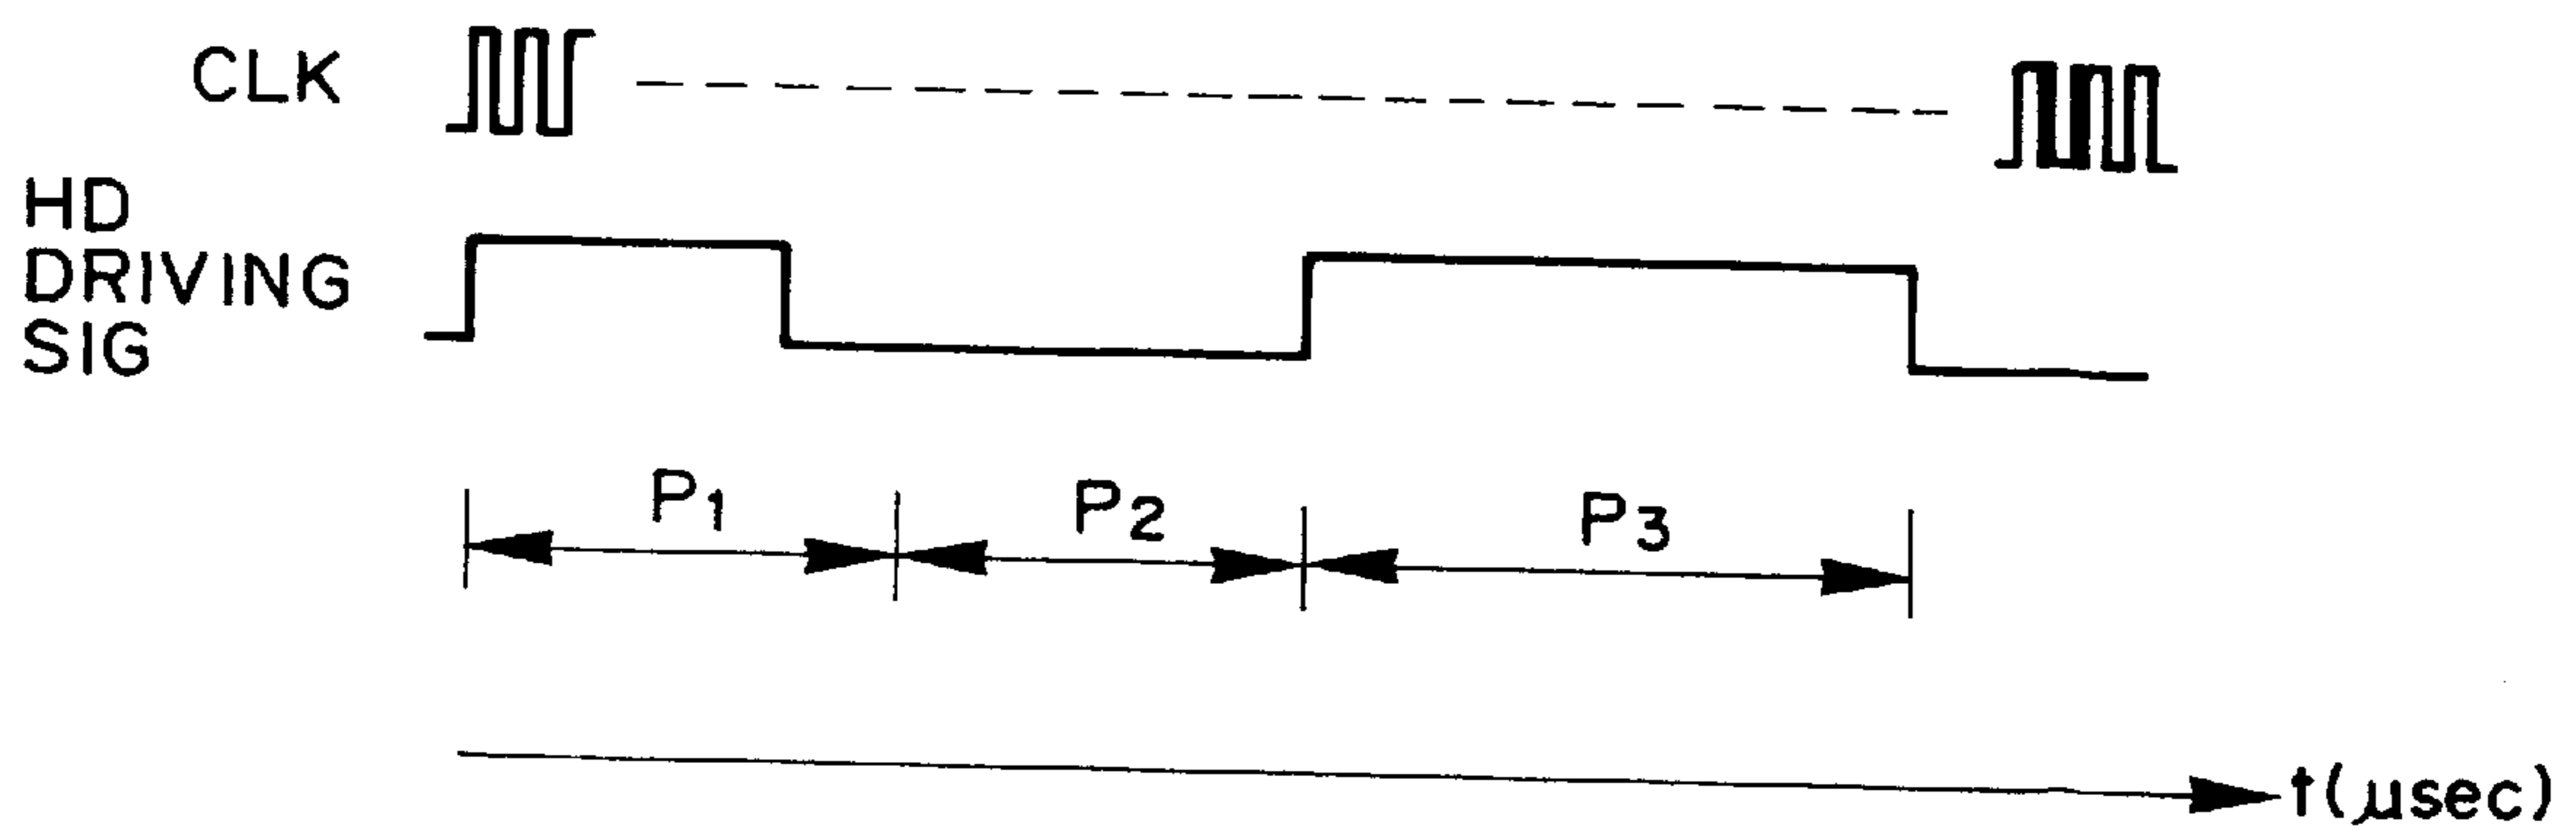 CLK
HD
DRIVING
SIG
P1
P2
P3
t(μsec)